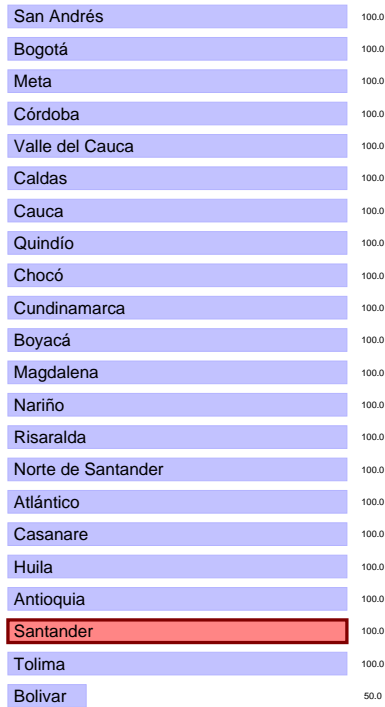 San Andrés 100.0
Bogotá 100.0
Meta 100.0
Córdoba 100.0
Valle del Cauca 100.0
Caldas 100.0
Cauca 100.0
Quindío 100.0
Chocó 100.0
Cundinamarca 100.0
Boyacá 100.0
Magdalena 100.0
Nariño 100.0
Risaralda 100.0
Norte de Santander 100.0
Atlántico 100.0
Casanare 100.0
Huila 100.0
Antioquia 100.0
Santander 100.0
Tolima 100.0
Bolivar 50.0